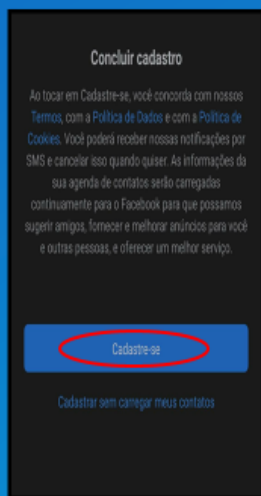 Concluir cadastro
Ao tocar em Cadastre-se, você concorda com nossos
Termos, com a Política de Dados e com a Política de
Cookies. Você poderá receber nossas notificações por
SMS e cancelar isso quando quiser. As informações da
sua agenda de contatos serão carregadas
continuamente para o Facebook para que possamos
sugerir amigos, fornecer e melhorar anúncios para você
e outras pessoas, e oferecer um melhor serviço.
Cadastre-se
Cadastrar sem carregar meus contatos